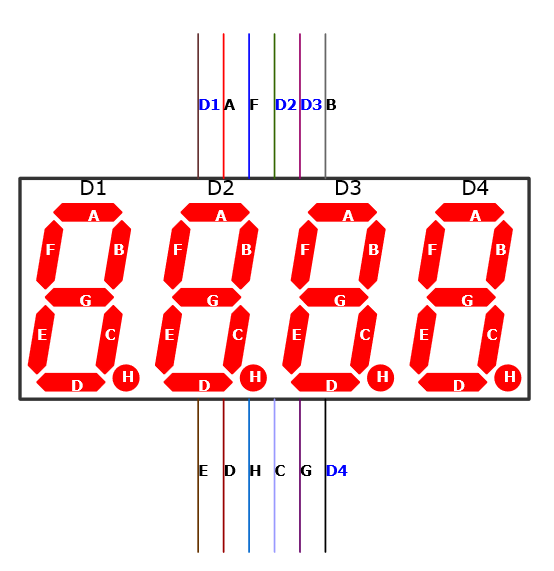 D1 A F D2 D3 B
D1 D2 D3 D4
A A A A
F B F B F B F B
G G G G
E C E C E C E C
D H D H D H D H
E D H C G D4